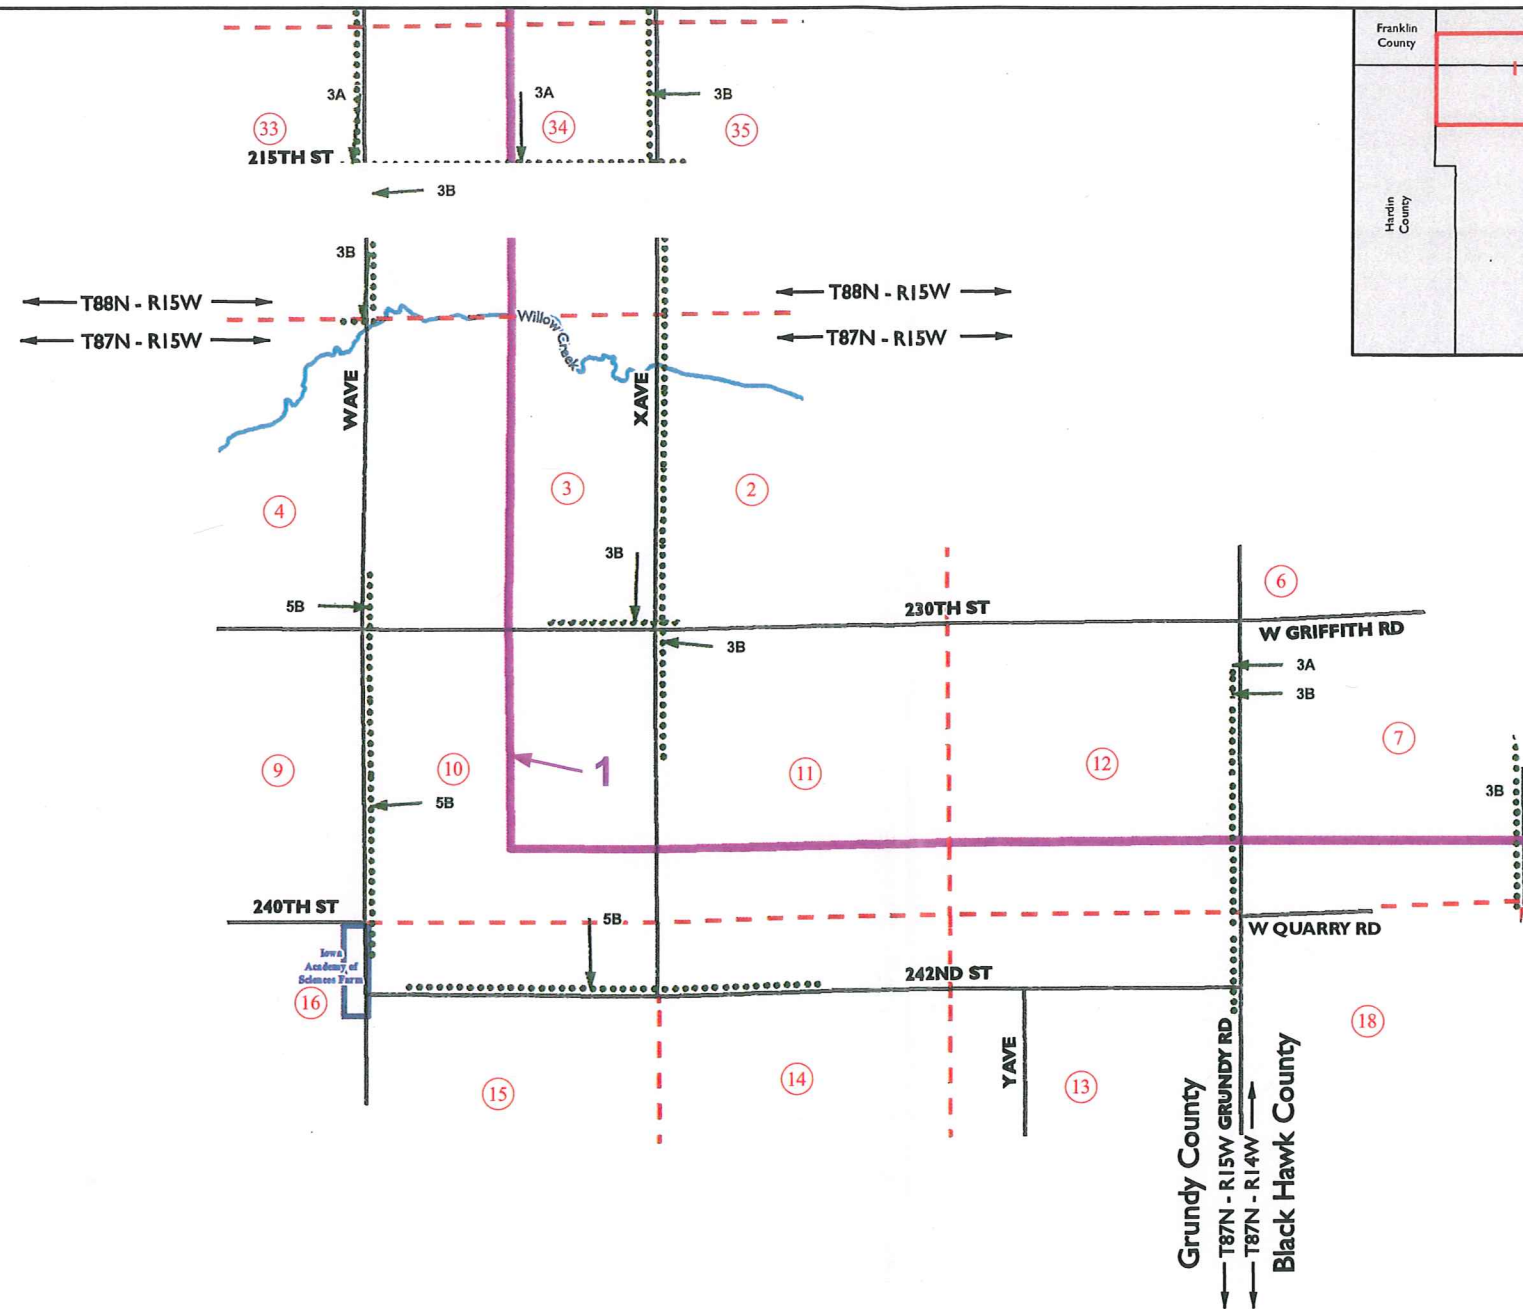 Franklin
County
3A
3A
3B
33
34
35
215TH ST
3B
Hardin
County
3B
T88N - R15W
T88N - R15W
Willow Creek
T87N - R15W
T87N - R15W
WAVE
XAVE
3
2
4
3B
6
5B
230TH ST
W GRIFFITH RD
3B
3A
3B
7
9
10
1
11
12
3B
5B
240TH ST
5B
W QUARRY RD
Iowa
Academy of
Sciences Farm
242ND ST
16
18
YAVE
15
14
13
GRUNDY RD
Grundy County
T87N - R15W
T87N - R14W
Black Hawk County